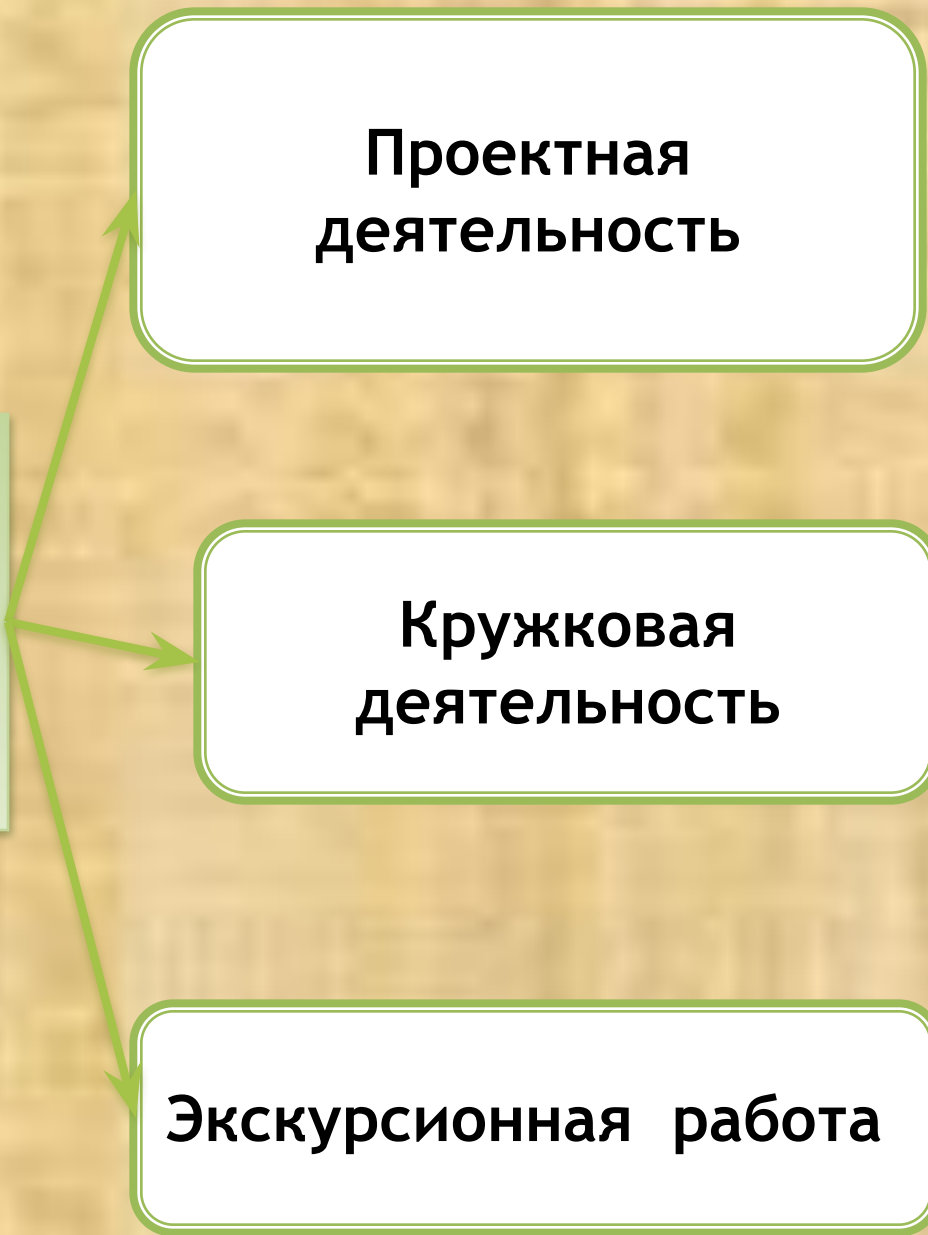 Проектная
деятельность
Кружковая
деятельность
Экскурсионная работа